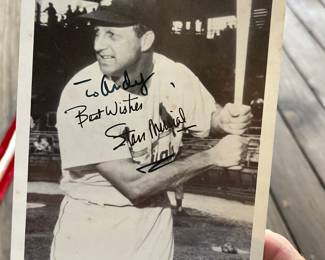 To Andy
Best Wishes
Stan Musial